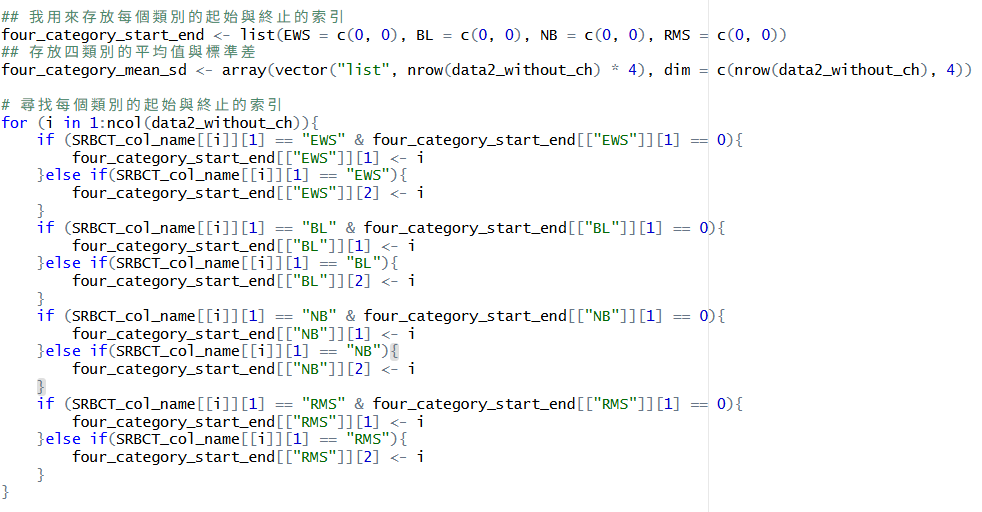 ## 我用來存放每個類別的起始與終止的索引
four_category_start_end <- list(EWS = c(0, 0), BL = c(0, 0), NB = c(0, 0), RMS = c(0, 0))
## 存放四類別的平均值與標準差
four_category_mean_sd <- array(vector("list", nrow(data2_without_ch) * 4), dim = c(nrow(data2_without_ch), 4))
# 尋找每個類別的起始與終止的索引
for (i in 1:ncol(data2_without_ch)){
    if (SRBCT_col_name[[i]][1] == "EWS" & four_category_start_end[["EWS"]][1] == 0){
        four_category_start_end[["EWS"]][1] <- i
    }else if(SRBCT_col_name[[i]][1] == "EWS"){
        four_category_start_end[["EWS"]][2] <- i
    }
    if (SRBCT_col_name[[i]][1] == "BL" & four_category_start_end[["BL"]][1] == 0){
        four_category_start_end[["BL"]][1] <- i
    }else if(SRBCT_col_name[[i]][1] == "BL"){
        four_category_start_end[["BL"]][2] <- i
    }
    if (SRBCT_col_name[[i]][1] == "NB" & four_category_start_end[["NB"]][1] == 0){
        four_category_start_end[["NB"]][1] <- i
    }else if(SRBCT_col_name[[i]][1] == "NB"){
        four_category_start_end[["NB"]][2] <- i
    }
    if (SRBCT_col_name[[i]][1] == "RMS" & four_category_start_end[["RMS"]][1] == 0){
        four_category_start_end[["RMS"]][1] <- i
    }else if(SRBCT_col_name[[i]][1] == "RMS"){
        four_category_start_end[["RMS"]][2] <- i
    }
}